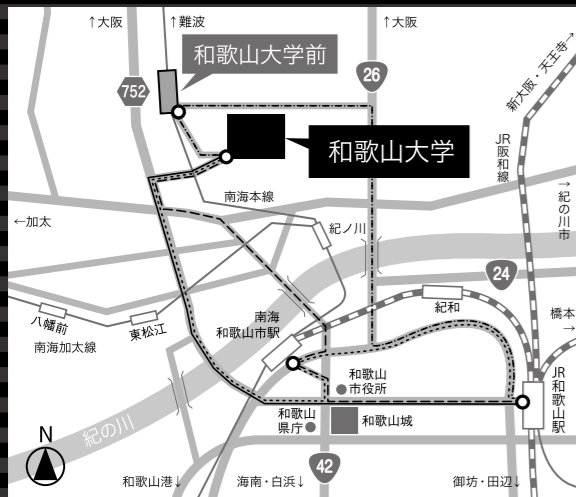 ↑大阪
↑難波
↑大阪
和歌山大学前
新大阪・天王寺→
26
752
JR
阪和線
和歌山大学
→紀の川市
南海本線
←加太
紀ノ川
24
八幡前
東松江
南海加太線
南海
和歌山市駅
紀和
橋本
→
和歌山
市役所
JR
和歌山駅
紀の川
和歌山
県庁
和歌山城
N
42
和歌山港↓
海南・白浜↓
御坊・田辺↓